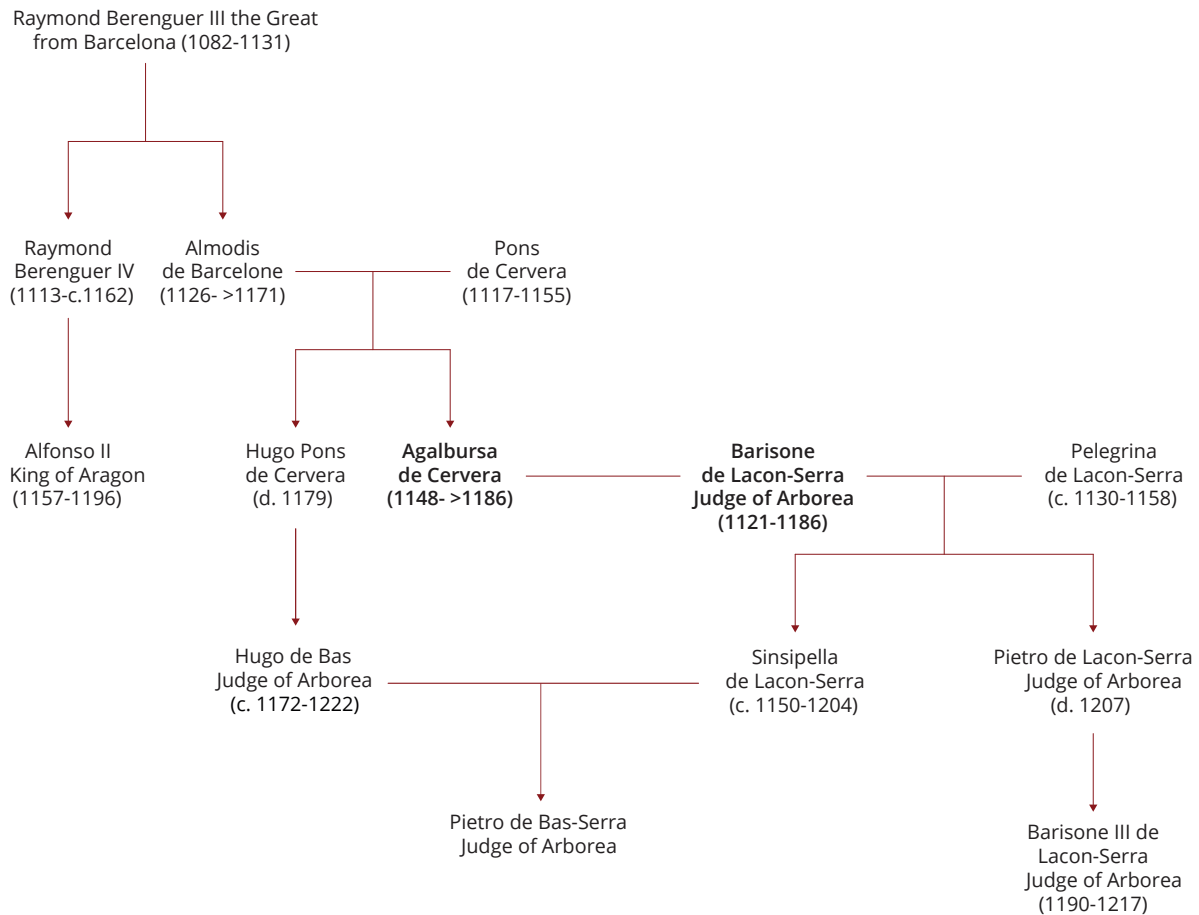 Raymond Berenguer III the Great
from Barcelona (1082-1131)
Raymond
Berenguer IV
(1113-c.1162)
Almodis
de Barcelone
(1126- >1171)
Pons
de Cervera
(1117-1155)
Alfonso II
King of Aragon
(1157-1196)
Hugo Pons
de Cervera
(d. 1179)
Agalbursa
de Cervera
(1148- >1186)
Barisone
de Lacon-Serra
Judge of Arborea
(1121-1186)
Pelegrina
de Lacon-Serra
(c. 1130-1158)
Hugo de Bas
Judge of Arborea
(c. 1172-1222)
Sinsipella
de Lacon-Serra
(c. 1150-1204)
Pietro de Lacon-Serra
Judge of Arborea
(d. 1207)
Pietro de Bas-Serra
Judge of Arborea
Barisone III de
Lacon-Serra
Judge of Arborea
(1190-1217)